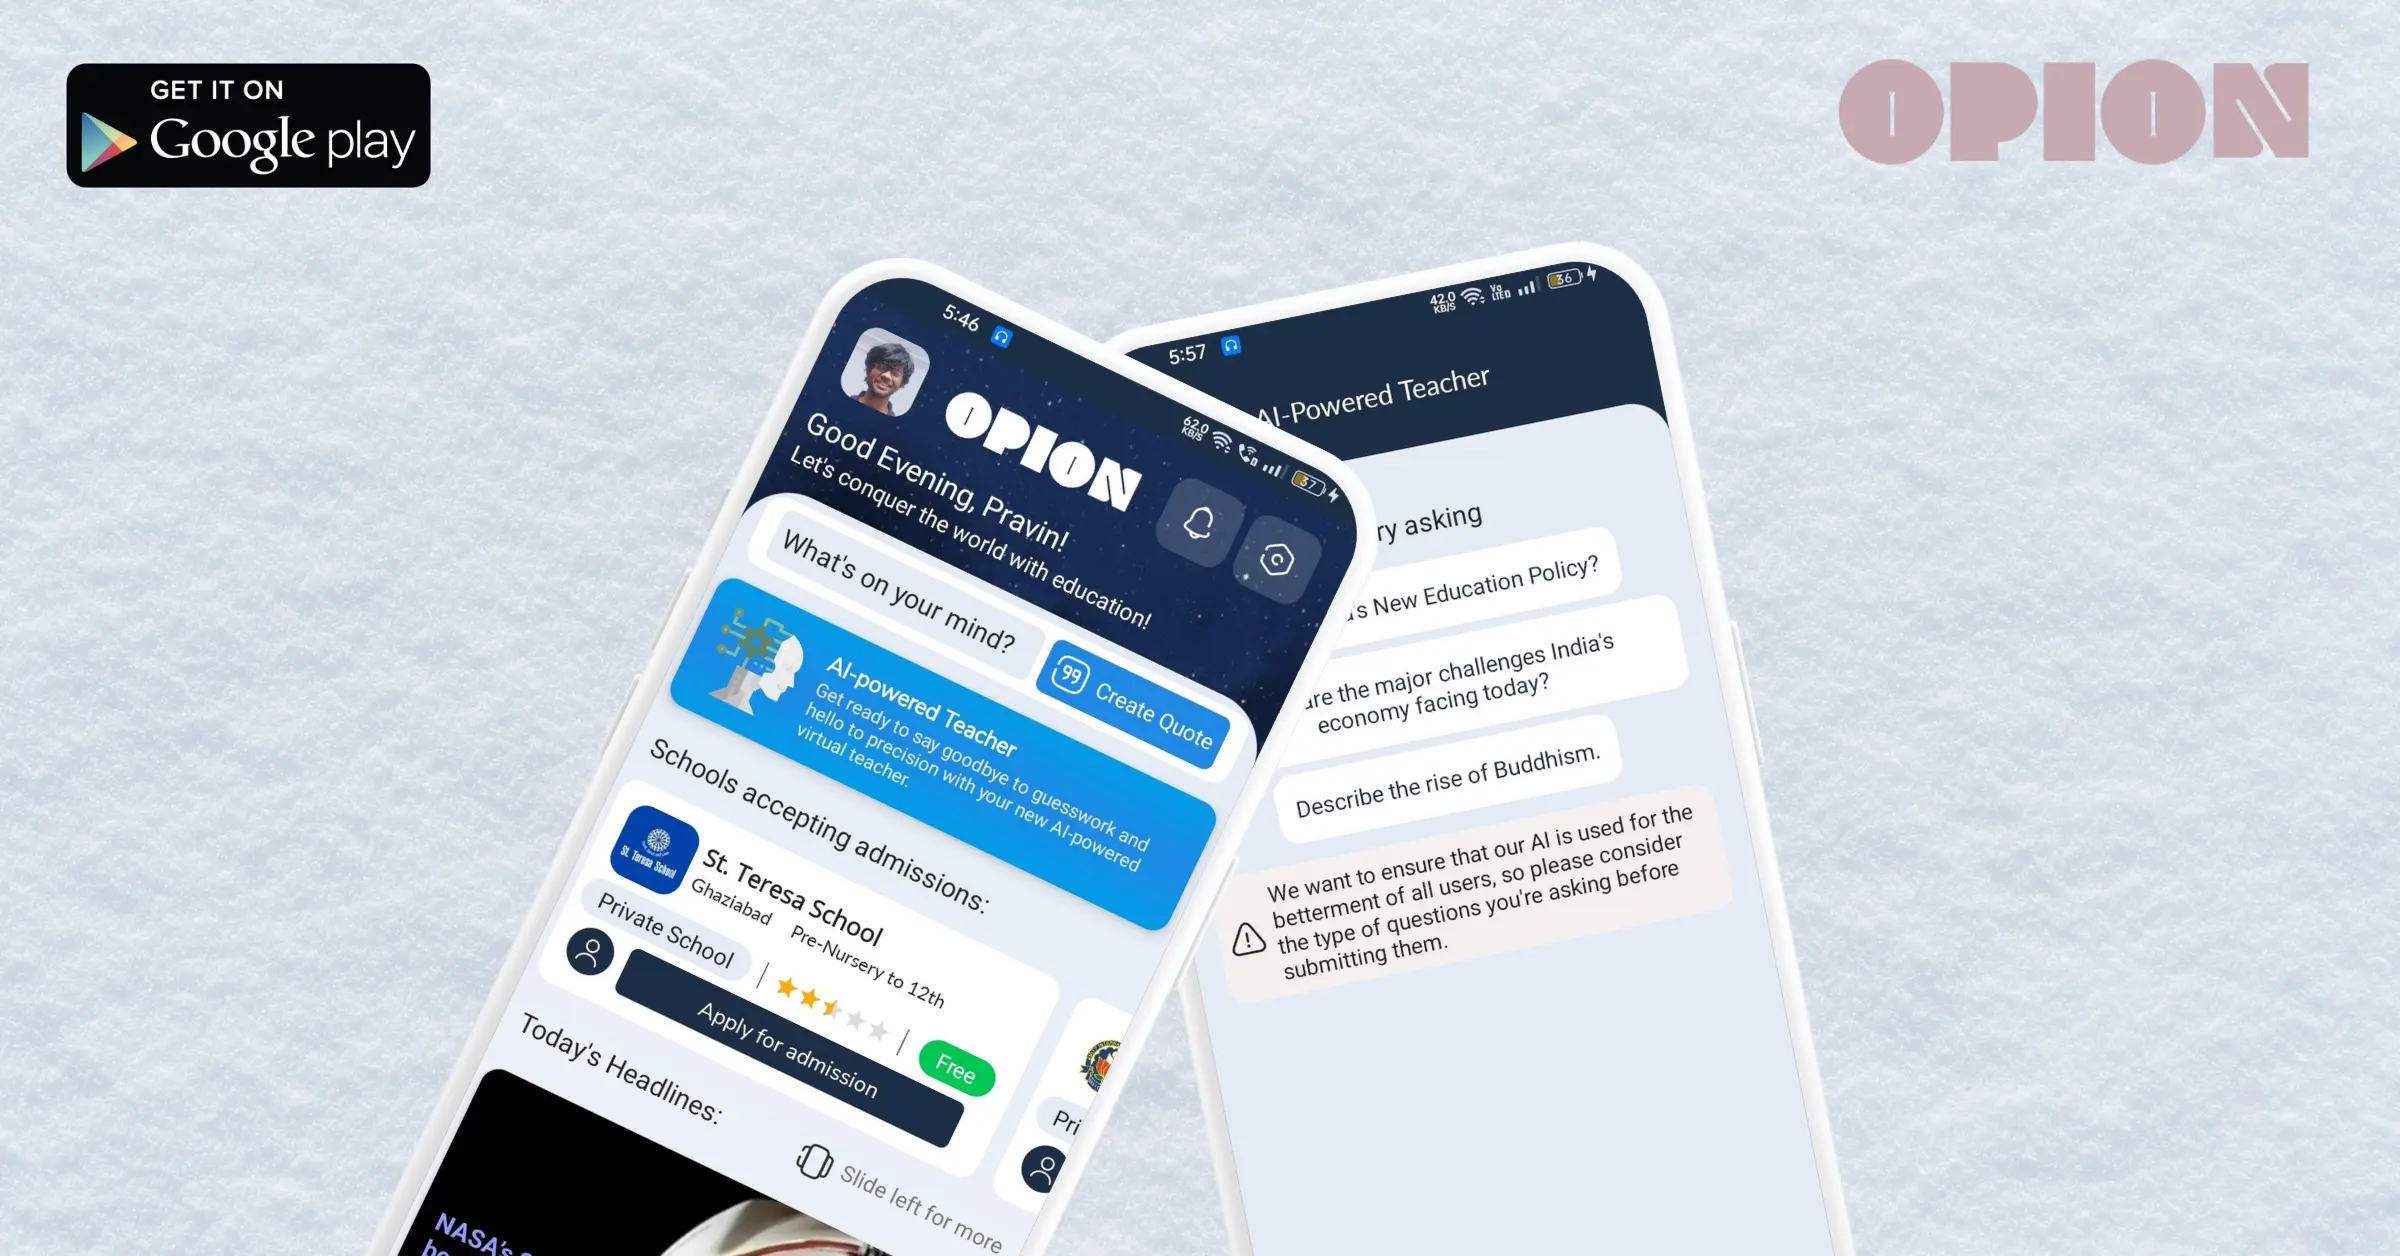 GET IT ON
Google play
OPION
5:46
62.0
KB/S
37
OPION
Good Evening, Pravin!
Let's conquer the world with education!
What's on your mind?
99 Create Quote
AI-powered Teacher
Get ready to say goodbye to guesswork and
hello to precision with your new AI-powered
virtual teacher.
Schools accepting admissions:
St. Teresa School
St. Teresa School
Ghaziabad Pre-Nursery to 12th
Private School
Free
Apply for admission
Today's Headlines:
Slide left for more
NASA's
5:57
42.0
KB/S
Vo
LTED
36
AI-Powered Teacher
asking
New Education Policy?
the major challenges India's
economy facing today?
Describe the rise of Buddhism.
We want to ensure that our AI is used for the
betterment of all users, so please consider
the type of questions you're asking before
submitting them.